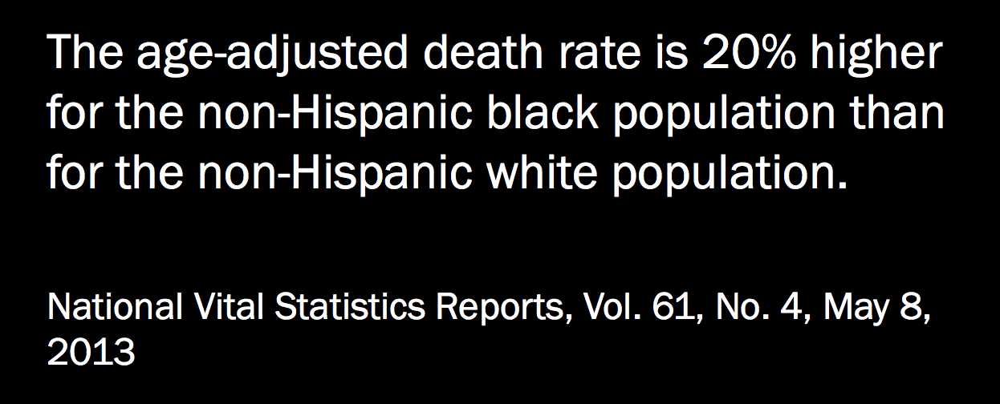 The age-adjusted death rate is 20% higher
for the non-Hispanic black population than
for the non-Hispanic white population.
National Vital Statistics Reports, Vol. 61, No. 4, May 8,
2013